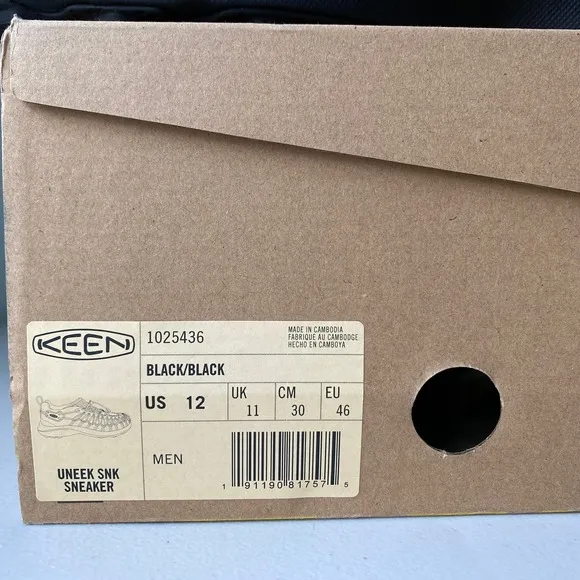 KEEN
1025436
MADE IN CAMBODIA
FABRIQUE AU CAMBODGE
HECHO EN CAMBOYA
BLACK/BLACK
US 12
UK 11
CM 30
EU 46
MEN
UNEEK SNK
SNEAKER
1 91190 81757 5